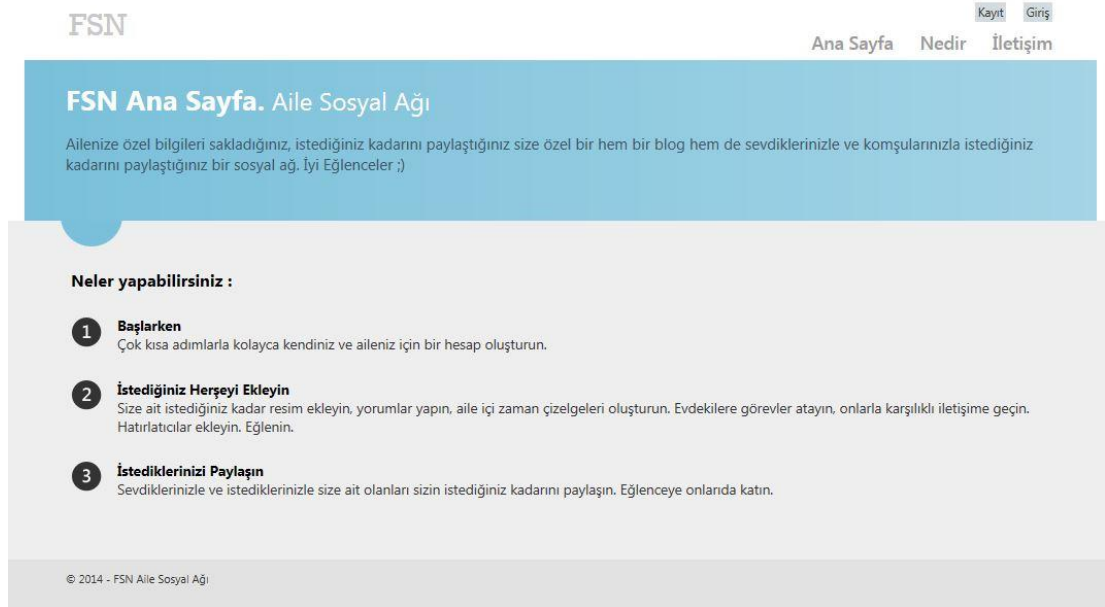 FSN
Kayıt Giriş
Ana Sayfa Nedir İletişim
FSN Ana Sayfa. Aile Sosyal Ağı
Ailenize özel bilgileri sakladığınız, istediğiniz kadarını paylaştığınız size özel bir hem bir blog hem de sevdiklerinizle ve komşularınızla istediğiniz
kadarını paylaştığınız bir sosyal ağ. İyi Eğlenceler ;)
Neler yapabilirsiniz :
1 Başlarken
Çok kısa adımlarla kolayca kendiniz ve aileniz için bir hesap oluşturun.
2 İstediğiniz Herşeyi Ekleyin
Size ait istediğiniz kadar resim ekleyin, yorumlar yapın, aile içi zaman çizelgeleri oluşturun. Evdekilere görevler atayın, onlarla karşılıklı iletişime geçin.
Hatırlatıcılar ekleyin. Eğlenin.
3 İstediklerinizi Paylaşın
Sevdiklerinizle ve istediklerinizle size ait olanları sizin istediğiniz kadarını paylaşın. Eğlenceye onlarıda katın.
© 2014 - FSN Aile Sosyal Ağı